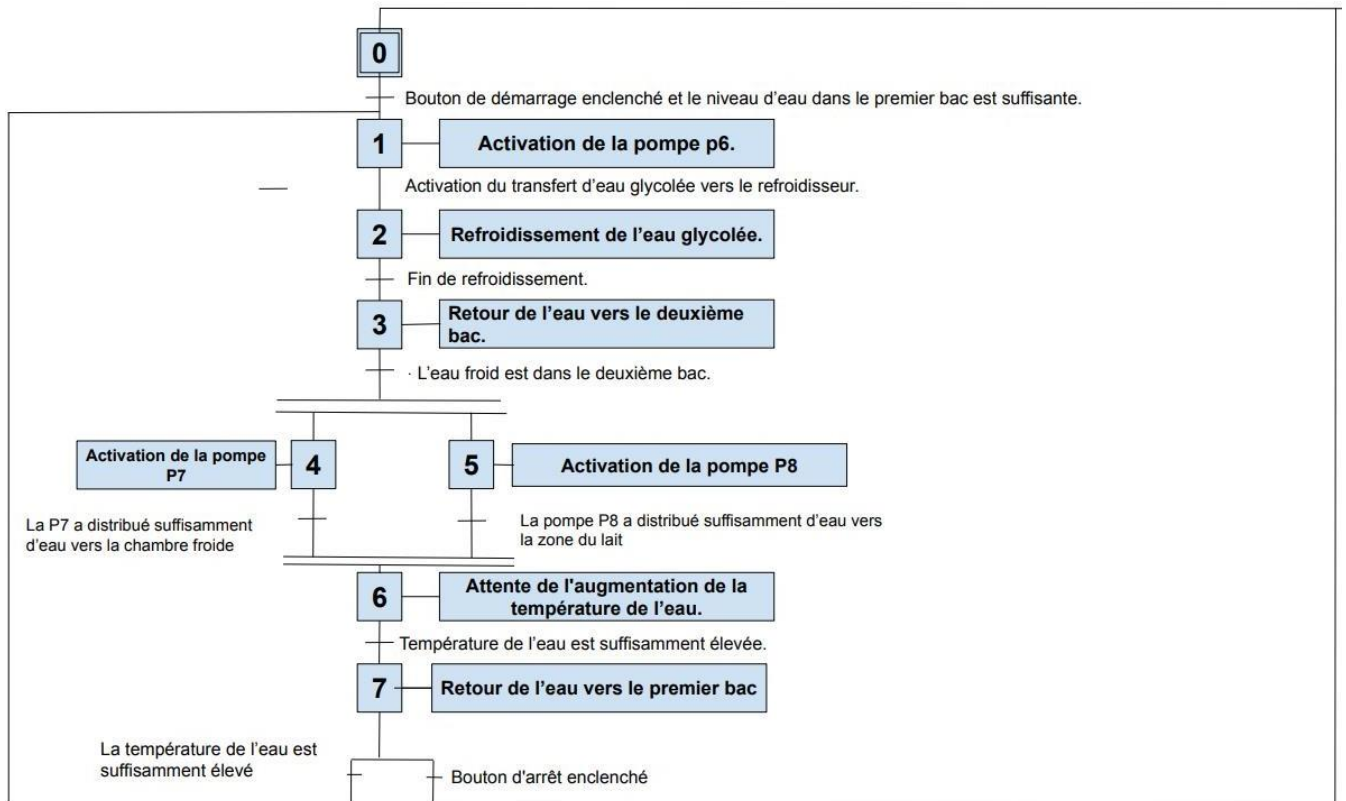 0
Bouton de démarrage enclenché et le niveau d'eau dans le premier bac est suffisante.
1
Activation de la pompe p6.
Activation du transfert d'eau glycolée vers le refroidisseur.
2
Refroidissement de l'eau glycolée.
Fin de refroidissement.
3
Retour de l'eau vers le deuxième
bac.
· L'eau froid est dans le deuxième bac.
Activation de la pompe
P7
4
5
Activation de la pompe P8
La P7 a distribué suffisamment
d'eau vers la chambre froide
La pompe P8 a distribué suffisamment d'eau vers
la zone du lait
6
Attente de l'augmentation de la
température de l'eau.
Température de l'eau est suffisamment élevée.
7
Retour de l'eau vers le premier bac
La température de l'eau est
suffisamment élevé
Bouton d'arrêt enclenché